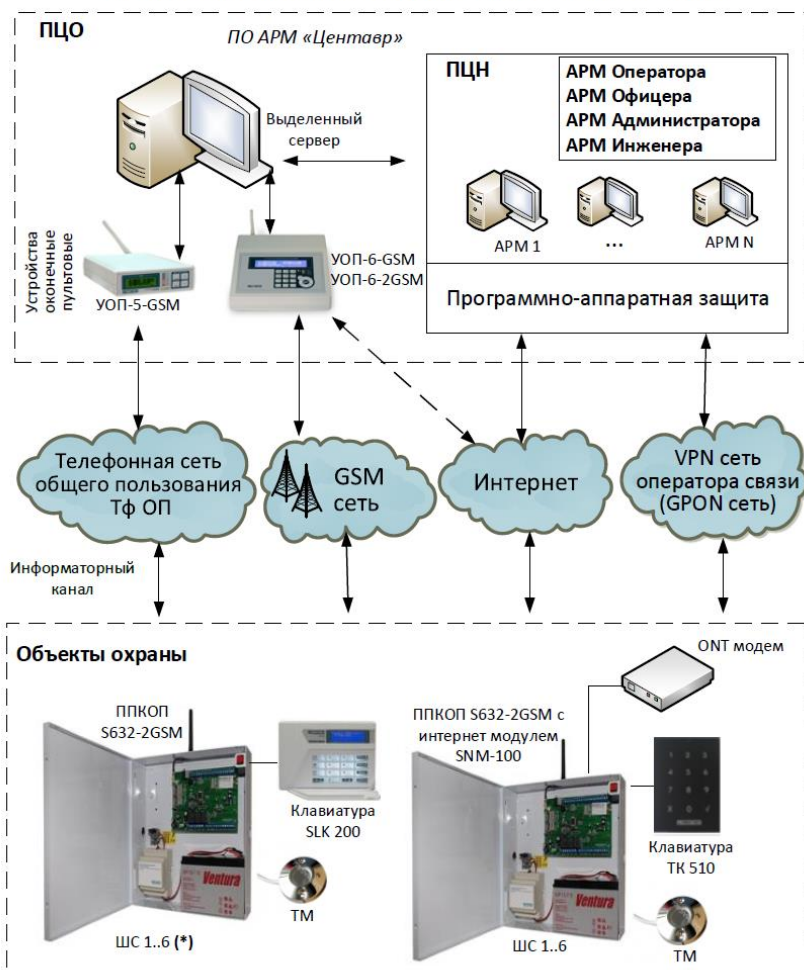 ПЦО
ПО АРМ «Центавр»
Выделенный
сервер
ПЦН
АРМ Оператора
АРМ Офицера
АРМ Администратора
АРМ Инженера
АРМ 1
...
АРМ N
Программно-аппаратная защита
Устройства
оконечные
пультовые
УОП-5-GSM
УОП-6-GSM
УОП-6-2GSM
Телефонная сеть
общего пользования
Тф ОП
GSM
сеть
Интернет
VPN сеть
оператора связи
(GPON сеть)
Информаторный
канал
Объекты охраны
ППКОП
S632-2GSM
Клавиатура
SLK 200
Ventura
ТМ
ШС 1..6 (*)
ППКОП S632-2GSM с
интернет модулем
SNM-100
ONT модем
Клавиатура
ТК 510
Ventura
ТМ
ШС 1..6